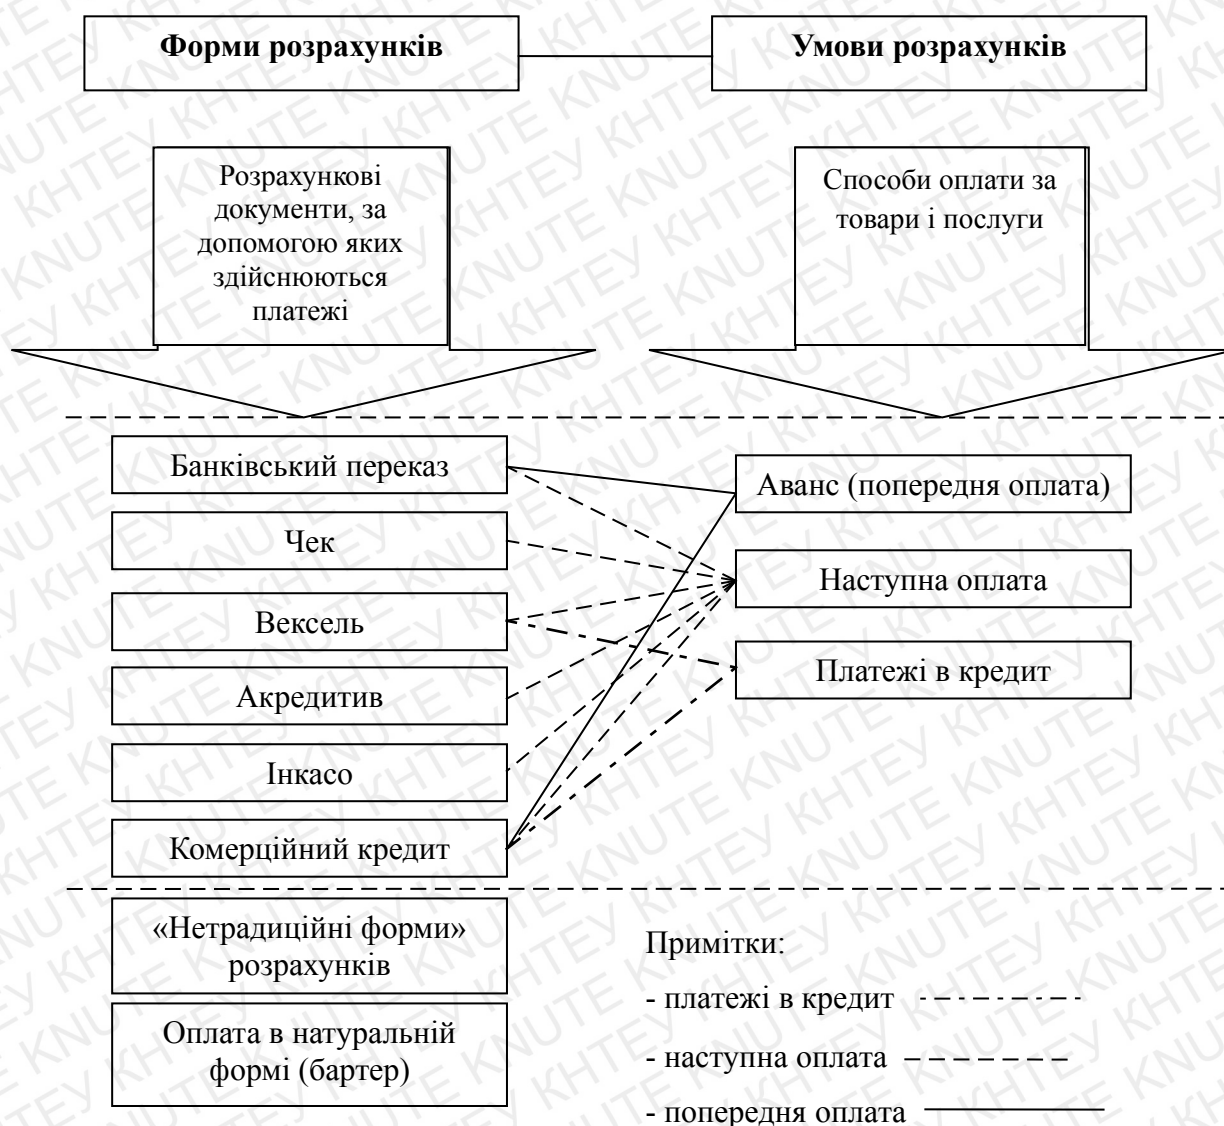 Форми розрахунків
Умови розрахунків
Розрахункові
документи, за
допомогою яких
здійснюються
платежі
Способи оплати за
товари і послуги
Банківський переказ
Чек
Вексель
Акредитив
Інкасо
Комерційний кредит
Аванс (попередня оплата)
Наступна оплата
Платежі в кредит
«Нетрадиційні форми»
розрахунків
Оплата в натуральній
формі (бартер)
Примітки:
- платежі в кредит
- наступна оплата
- попередня оплата